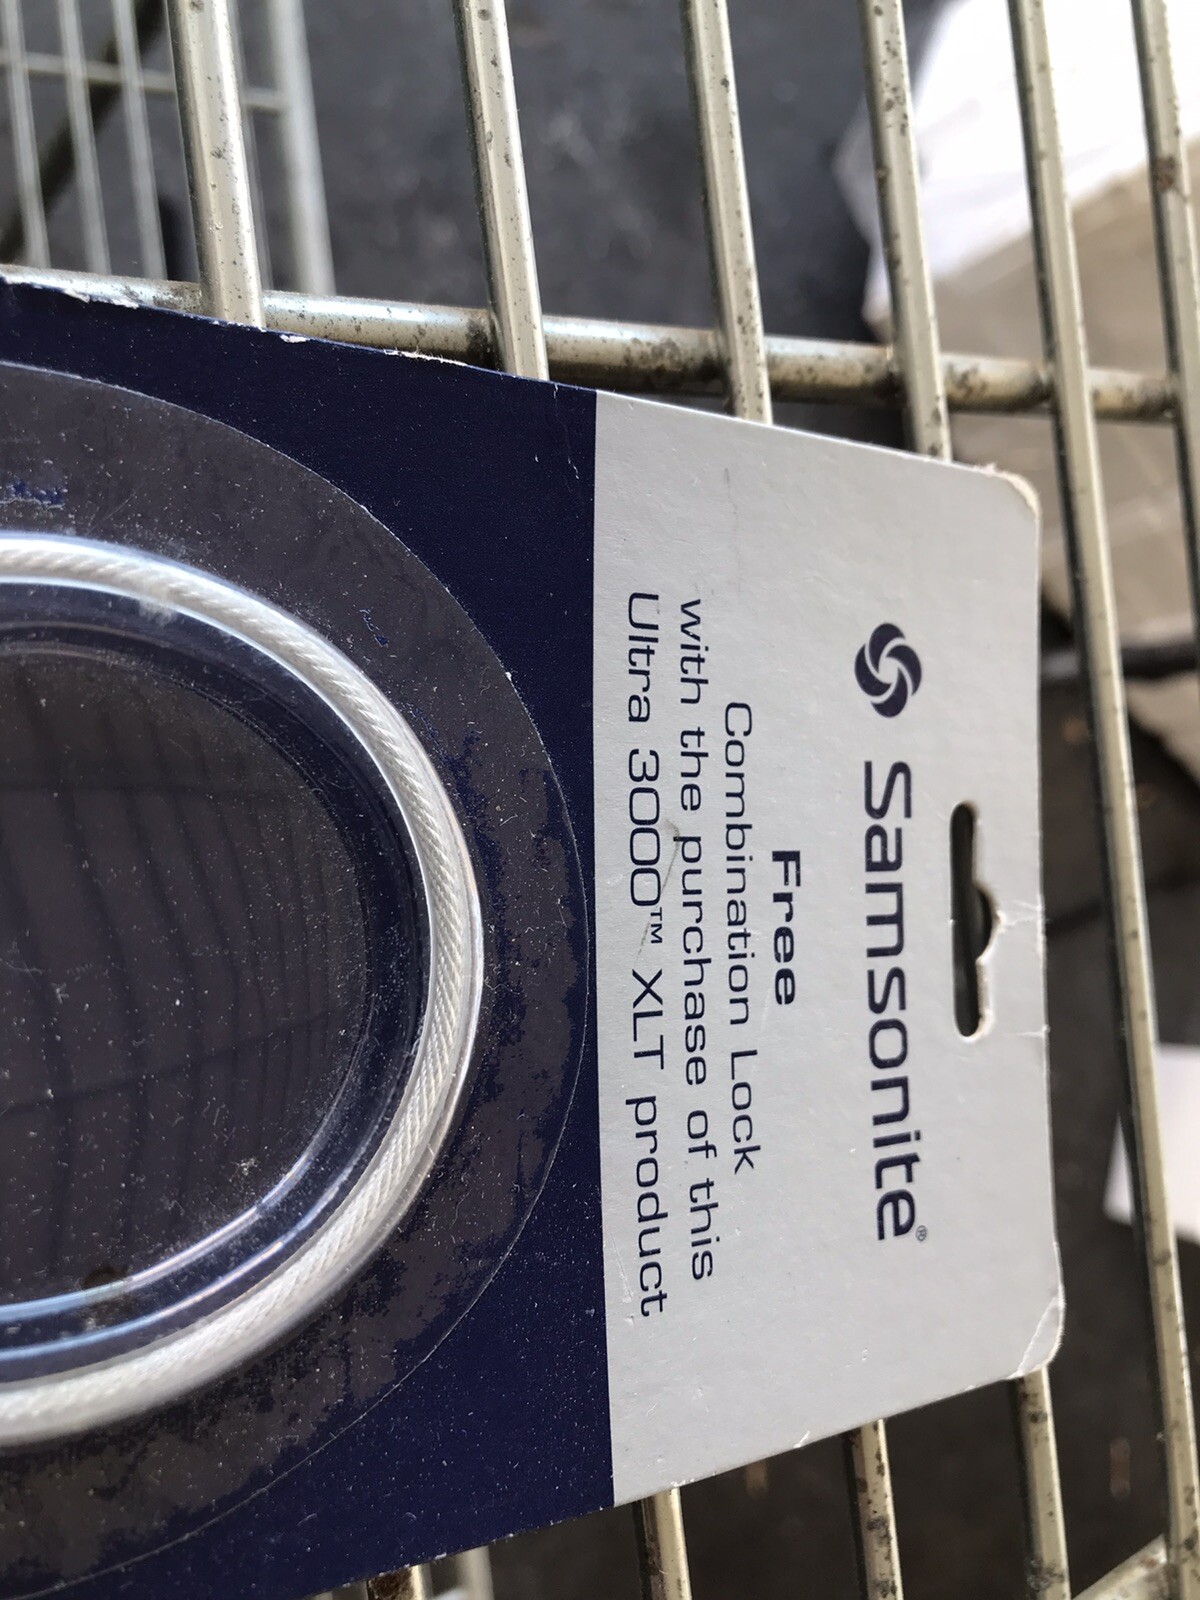 Samsonite®
Free
Combination Lock
with the purchase of this
Ultra 3000™ XLT product